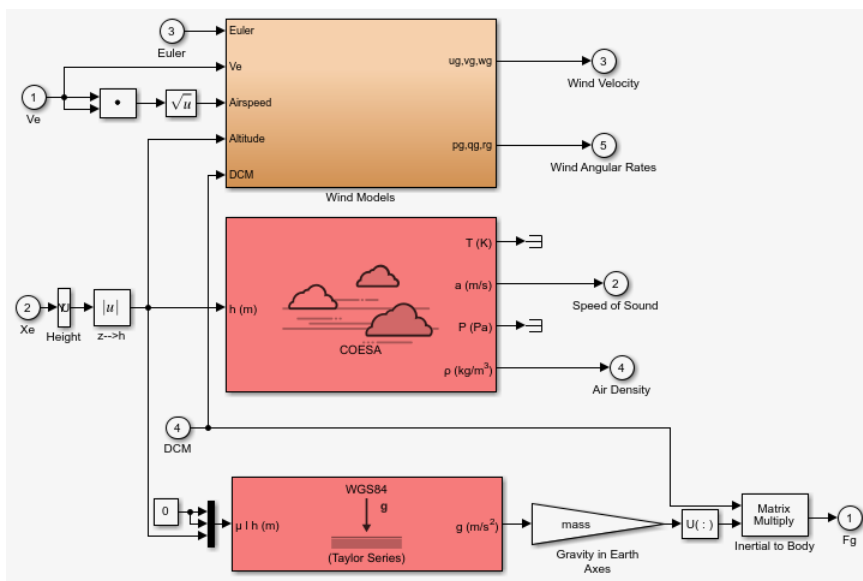 3
Euler
Euler
Ve
Airspeed
Altitude
DCM
ug,vg,wg
pg,qg,rg
Wind Models
3
Wind Velocity
5
Wind Angular Rates
1
Ve
•
√u
2
Xe
Height
|u|
z-->h
h (m)
COESA
T (K)
a (m/s)
P (Pa)
ρ (kg/m³)
2
Speed of Sound
4
Air Density
4
DCM
0
μ l h (m)
WGS84
g
(Taylor Series)
g (m/s²)
mass
Gravity in Earth
Axes
U( : )
Matrix
Multiply
Inertial to Body
1
Fg